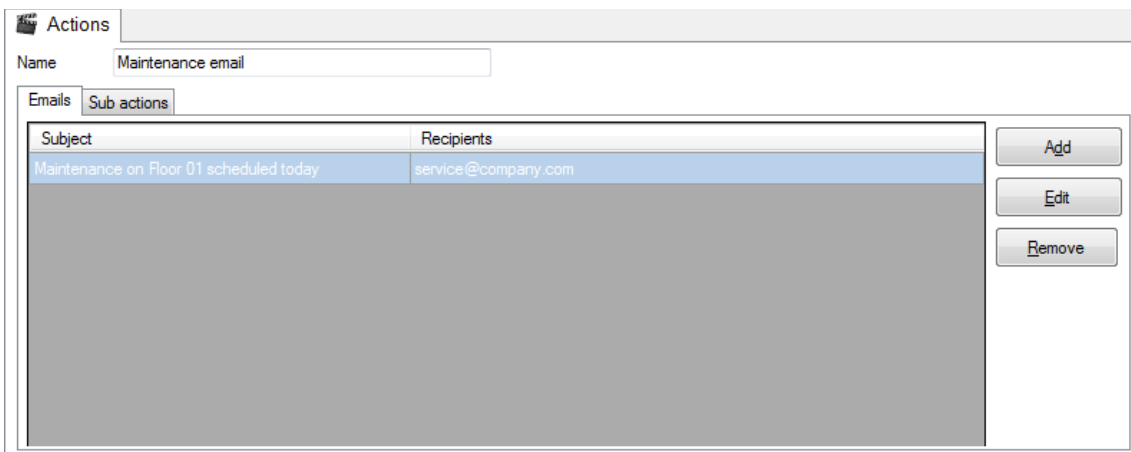 Actions
Name Maintenance email
Emails Sub actions
Subject Recipients Add
Maintenance on Floor 01 scheduled today service@company.com
Edit
Remove